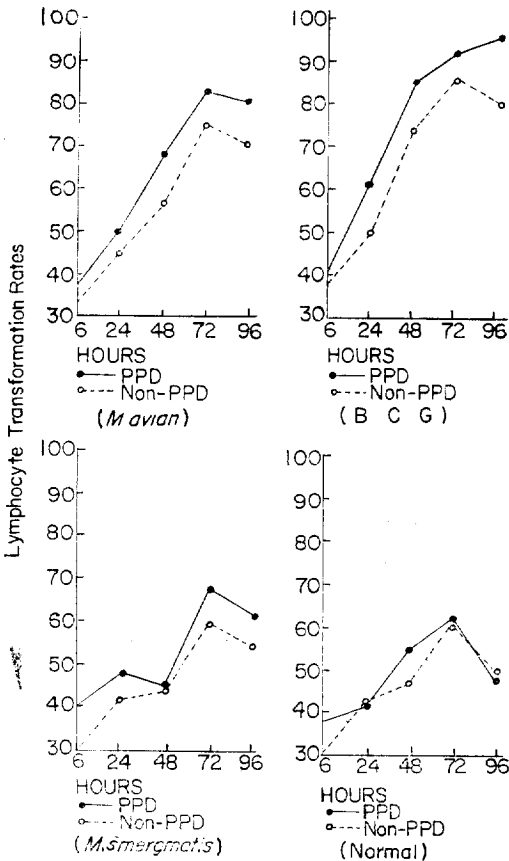 Lymphocyte Transformation Rates
100
90
80
70
60
50
40
30
6 24 48 72 96
HOURS
PPD
Non-PPD
(M avian)
100
90
80
70
60
50
40
30
6 24 48 72 96
HOURS
PPD
Non-PPD
(B C G)
100
90
80
70
60
50
40
30
6 24 48 72 96
HOURS
PPD
Non-PPD
(M.smergmatis)
100
90
80
70
60
50
40
30
6 24 48 72 96
HOURS
PPD
Non-PPD
(Normal)